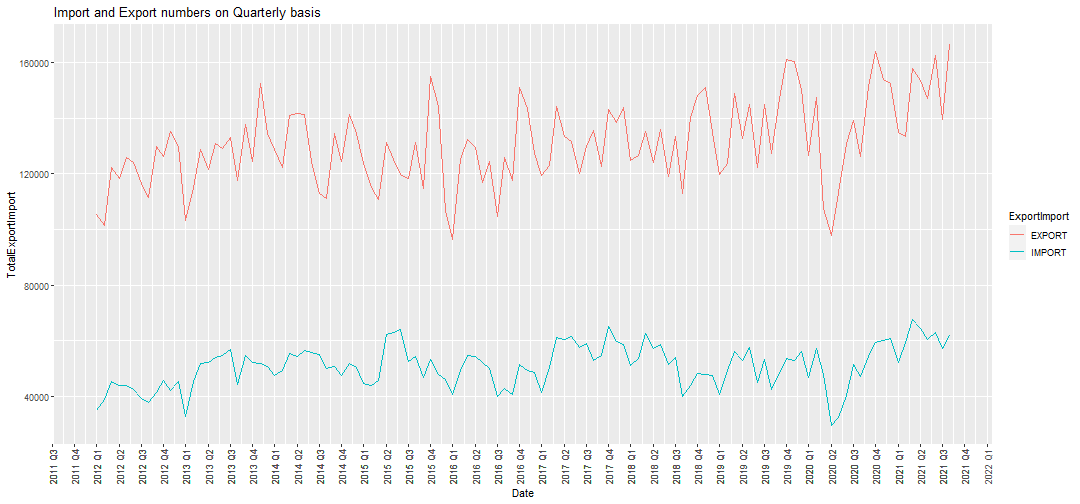 Import and Export numbers on Quarterly basis
TotalExportImport
160000
120000
80000
40000
2011 Q3
2011 Q4
2012 Q1
2012 Q2
2012 Q3
2012 Q4
2013 Q1
2013 Q2
2013 Q3
2013 Q4
2014 Q1
2014 Q2
2014 Q3
2014 Q4
2015 Q1
2015 Q2
2015 Q3
2015 Q4
2016 Q1
2016 Q2
2016 Q3
2016 Q4
2017 Q1
2017 Q2
2017 Q3
2017 Q4
2018 Q1
2018 Q2
2018 Q3
2018 Q4
2019 Q1
2019 Q2
2019 Q3
2019 Q4
2020 Q1
2020 Q2
2020 Q3
2020 Q4
2021 Q1
2021 Q2
2021 Q3
2021 Q4
2022 Q1
Date
ExportImport
EXPORT
IMPORT